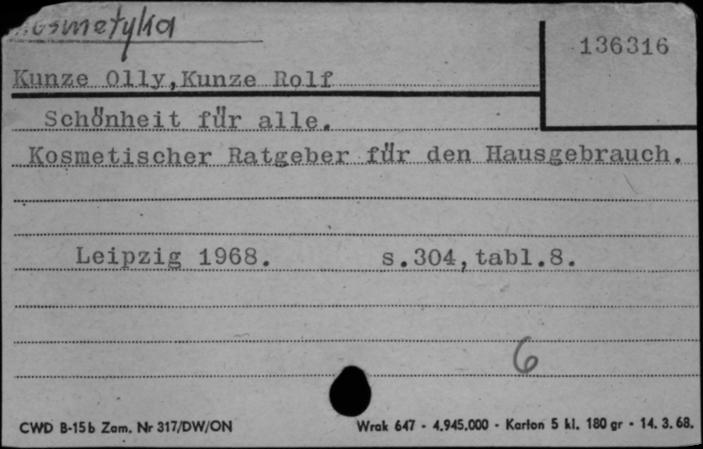 Kosmetyka
136316
Kunze Olly, Kunze Rolf
Schönheit für alle.
Kosmetischer Ratgeber für den Hausgebrauch.
Leipzig 1968. s.304, tabl.8.
6
CWD B-15b Zam. Nr 317/DW/ON Wrak 647 - 4.945.000 - Karton 5 kl. 180 gr - 14. 3. 68.